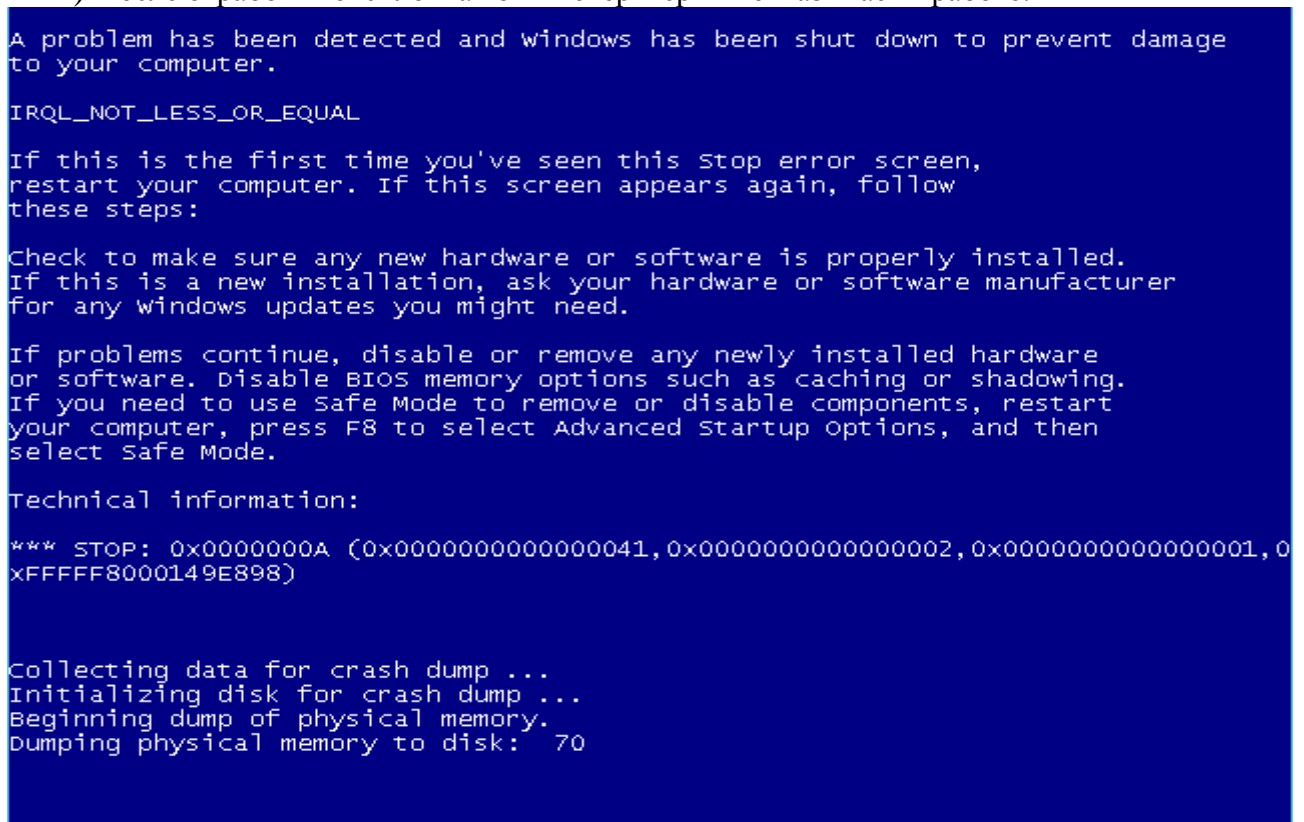 A problem has been detected and Windows has been shut down to prevent damage
to your computer.
IRQL_NOT_LESS_OR_EQUAL
If this is the first time you've seen this Stop error screen,
restart your computer. If this screen appears again, follow
these steps:
Check to make sure any new hardware or software is properly installed.
If this is a new installation, ask your hardware or software manufacturer
for any Windows updates you might need.
If problems continue, disable or remove any newly installed hardware
or software. Disable BIOS memory options such as caching or shadowing.
If you need to use Safe Mode to remove or disable components, restart
your computer, press F8 to select Advanced Startup Options, and then
select Safe Mode.
Technical information:
*** STOP: 0x0000000A (0x0000000000000041,0x0000000000000002,0x0000000000000001,0
xFFFFF8000149E898)
Collecting data for crash dump ...
Initializing disk for crash dump ...
Beginning dump of physical memory.
Dumping physical memory to disk:  70